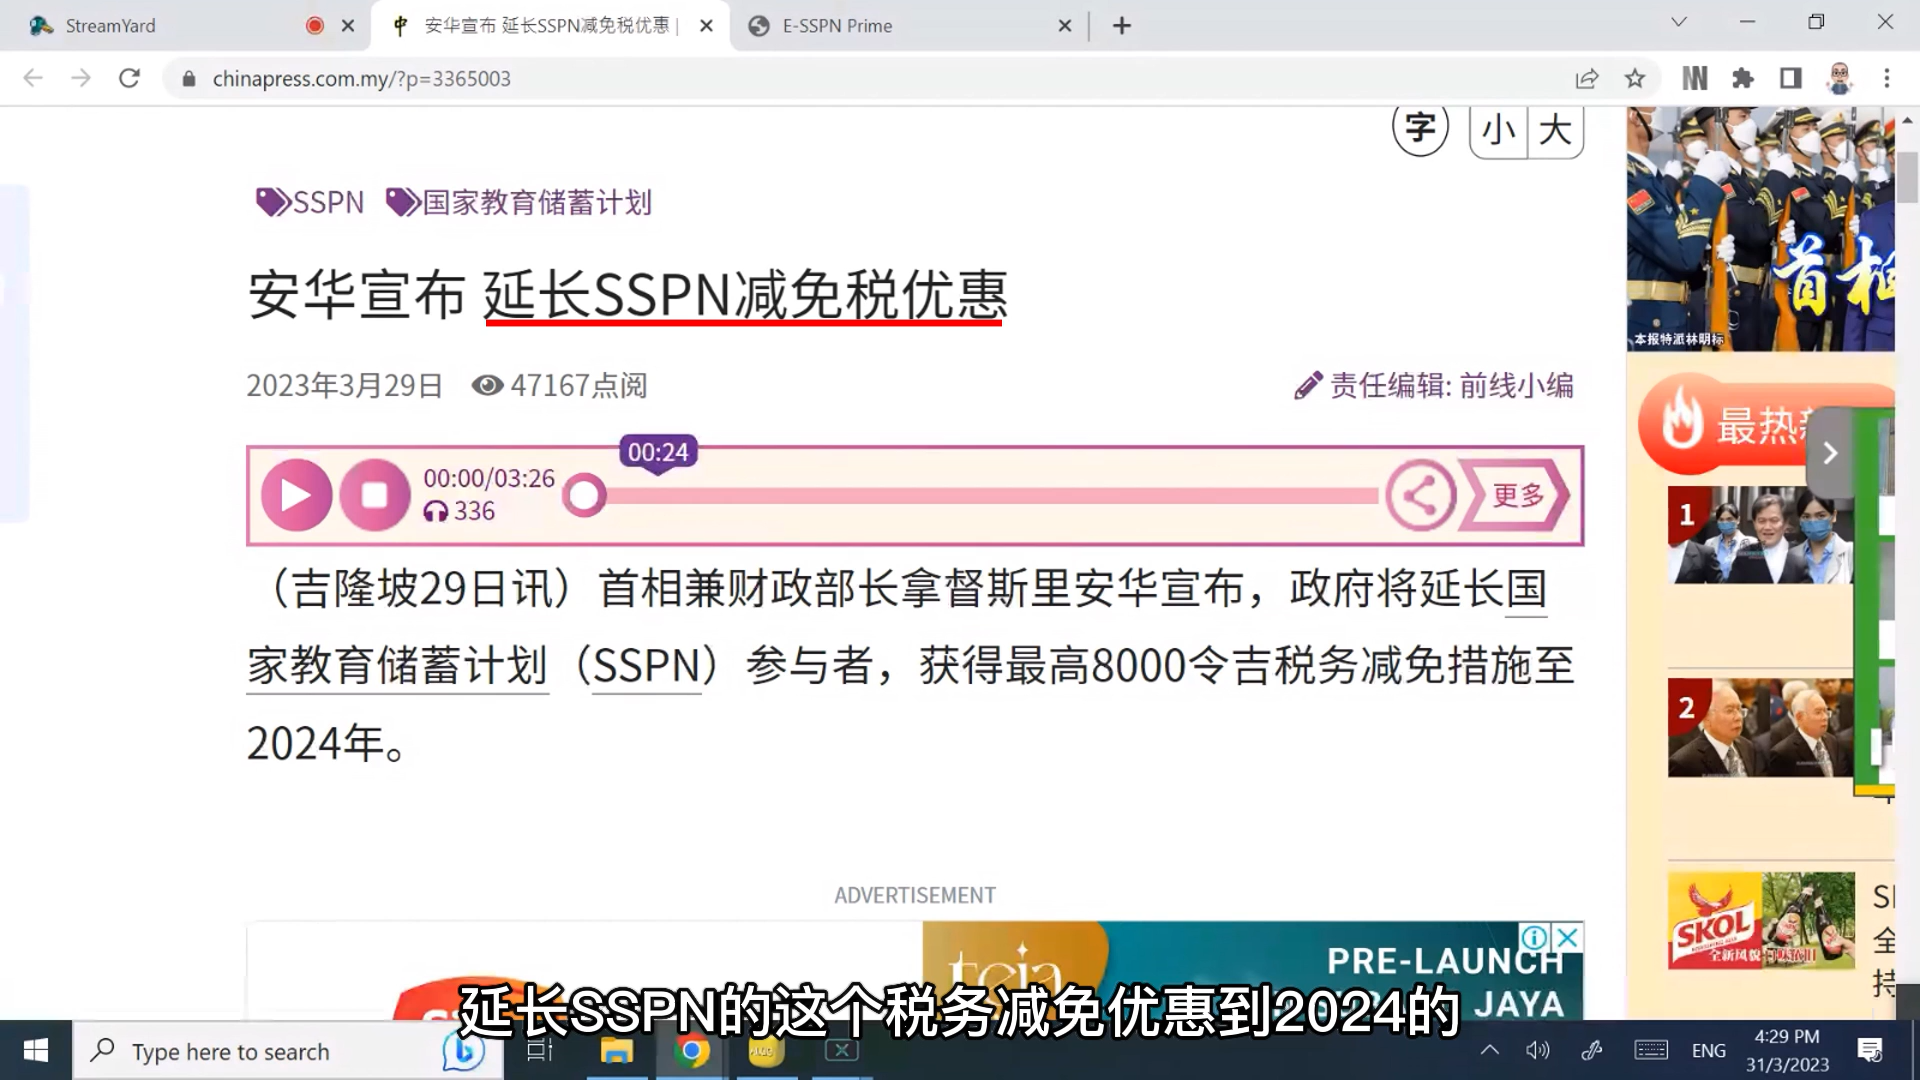 StreamYard
安华宣布 延长SSPN减免税优惠 |
E-SSPN Prime
chinapress.com.my/?p=3365003
字 小 大
SSPN 国家教育储蓄计划
安华宣布 延长SSPN减免税优惠
2023年3月29日 47167点阅 责任编辑: 前线小编
00:24
00:00/03:26
336
更多
（吉隆坡29日讯）首相兼财政部长拿督斯里安华宣布，政府将延长国
家教育储蓄计划（SSPN）参与者，获得最高8000令吉税务减免措施至
2024年。
ADVERTISEMENT
teja
PRE-LAUNCH
JAYA
首相
本报特派林明标
最热
1
2
SKOL
全新风貌
全
持
延长SSPN的这个税务减免优惠到2024的
Type here to search
ENG
4:29 PM
31/3/2023